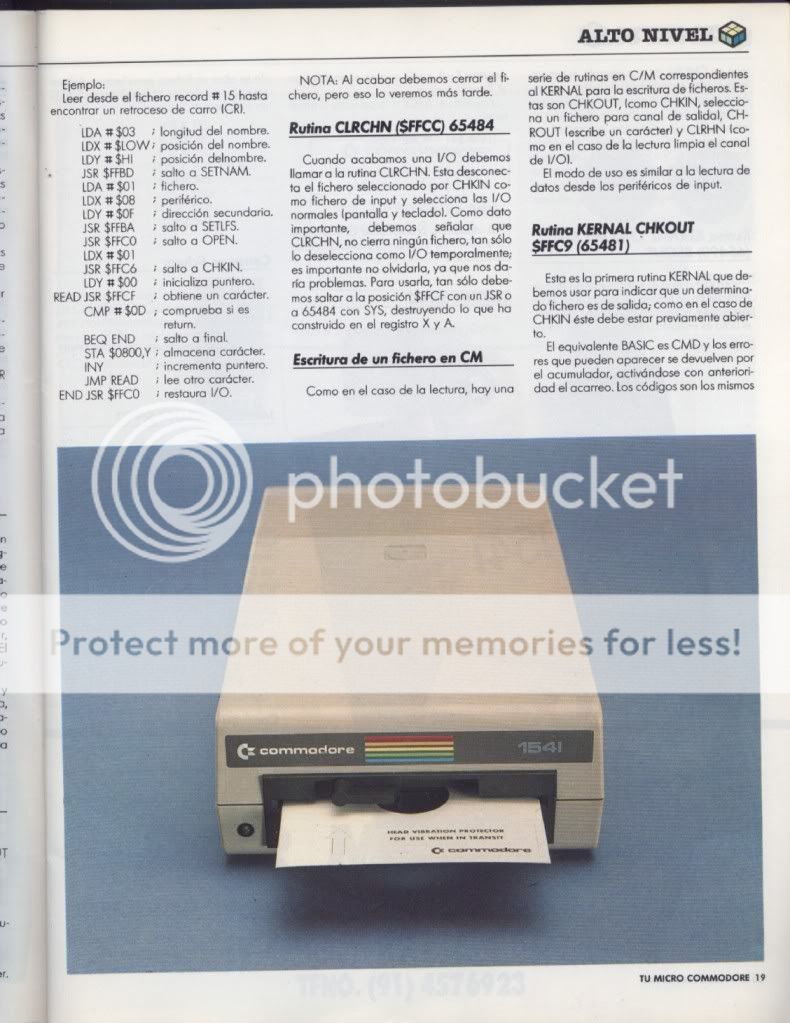 ALTO NIVEL
Ejemplo:
Leer desde el fichero record # 15 hasta
encontrar un retroceso de carro (CR).
LDA # $03 ; longitud del nombre.
LDX # $LOW ; posición del nombre.
LDY # $HI ; posición delnombre.
JSR $FFBD ; salto a SETNAM.
LDA # $01 ; fichero.
LDX # $08 ; periférico.
LDY # $0F ; dirección secundaria.
JSR $FFBA ; salto a SETLFS.
JSR $FFC0 ; salto a OPEN.
LDX # $01
JSR $FFC6 ; salto a CHKIN.
LDY # $00 ; inicializa puntero.
READ JSR $FFCF ; obtiene un carácter.
CMP # $0D ; comprueba si es
return.
BEQ END ; salto a final.
STA $0800,Y ; almacena carácter.
INY ; incrementa puntero.
JMP READ ; lee otro carácter.
END JSR $FFC0 ; restaura I/O.
NOTA: Al acabar debemos cerrar el fi-
chero, pero eso lo veremos más tarde.
Rutina CLRCHN ($FFCC) 65484
Cuando acabamos una I/O debemos
llamar a la rutina CLRCHN. Esta desconec-
ta el fichero seleccionado por CHKIN co-
mo fichero de input y selecciona las I/O
normales (pantalla y teclado). Como dato
importante, debemos señalar que
CLRCHN, no cierra ningún fichero, tan sólo
lo deselecciona como I/O temporalmente;
es importante no olvidarla, ya que nos da-
ría problemas. Para usarla, tan sólo debe-
mos saltar a la posición $FFCF con un JSR o
a 65484 con SYS, destruyendo lo que ha
construido en el registro X y A.
Escritura de un fichero en CM
Como en el caso de la lectura, hay una
serie de rutinas en C/M correspondientes
al KERNAL para la escritura de ficheros. Es-
tas son CHKOUT, (como CHKIN, seleccio-
na un fichero para canal de salida), CH-
ROUT (escribe un carácter) y CLRHN (co-
mo en el caso de la lectura limpia el canal
de I/O).
El modo de uso es similar a la lectura de
datos desde los periféricos de input.
Rutina KERNAL CHKOUT
$FFC9 (65481)
Esta es la primera rutina KERNAL que de-
bemos usar para indicar que un determina-
do fichero es de salida; como en el caso de
CHKIN éste debe estar previamente abier-
to.
El equivalente BASIC es CMD y los erro-
res que pueden aparecer se devuelven por
el acumulador, activándose con anteriori-
dad el acarreo. Los códigos son los mismos
photobucket
Protect more of your memories for less!
commodore 1541
HEAD VIBRATION PROTECTOR
FOR USE WHEN IN TRANSIT
commodore
TFNO. (91) 4576923
TU MICRO COMMODORE 19